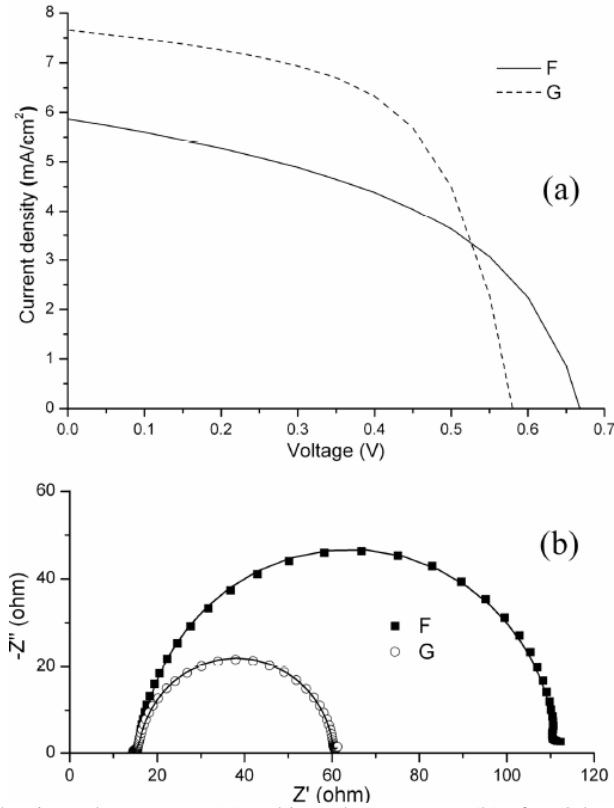 8
7
6
5
4
3
2
1
0
Current density (mA/cm²)
F
G
(a)
0.0 0.1 0.2 0.3 0.4 0.5 0.6 0.7
Voltage (V)
60
40
20
0
-Z" (ohm)
(b)
F
G
0 20 40 60 80 100 120
Z' (ohm)